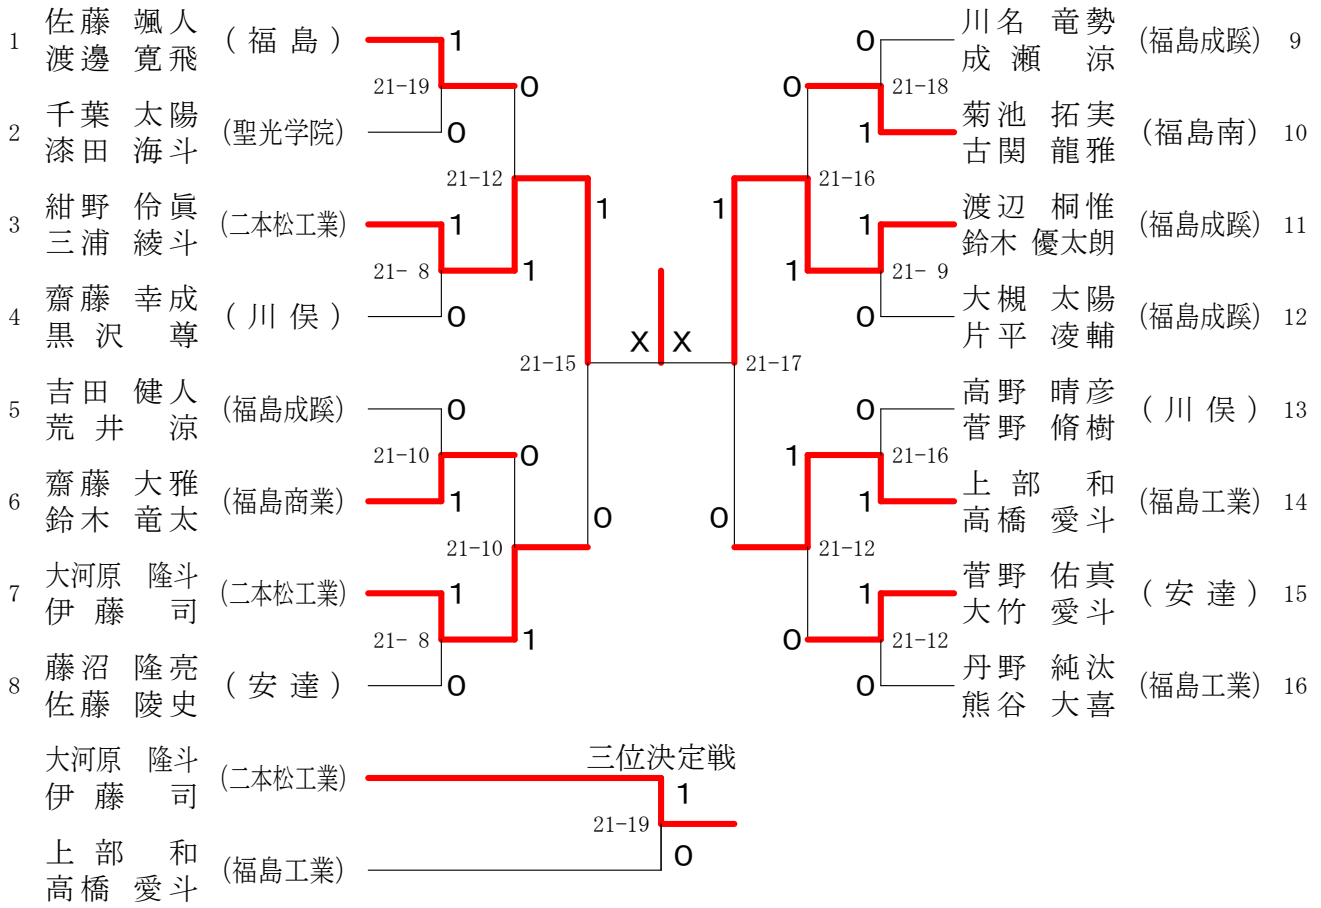 1 佐藤 颯人 (福島)
渡邊 寛飛
2 千葉 太陽 (聖光学院)
漆田 海斗
3 紺野 伶眞 (二本松工業)
三浦 綾斗
4 齋藤 幸成 (川俣)
黒沢 尊
5 吉田 健人 (福島成蹊)
荒井 涼
6 齋藤 大雅 (福島商業)
鈴木 竜太
7 大河原 隆斗 (二本松工業)
伊藤 司
8 藤沼 隆亮 (安達)
佐藤 陵史
1
21-19
0
0
21-12
1
21- 8
0
1
1
21-15
0
21-10
1
0
21-10
1
21- 8
0
1
0
X X
川名 竜勢 (福島成蹊) 9
成瀬 涼
菊池 拓実 (福島南) 10
古関 龍雅
渡辺 桐惟 (福島成蹊) 11
鈴木 優太朗
大槻 太陽 (福島成蹊) 12
片平 凌輔
高野 晴彦 (川俣) 13
菅野 脩樹
上部 和 (福島工業) 14
高橋 愛斗
菅野 佑真 (安達) 15
大竹 愛斗
丹野 純汰 (福島工業) 16
熊谷 大喜
0
21-18
1
0
21-16
1
21- 9
0
1
1
21-17
0
21-16
1
1
21-12
1
21-12
0
0
0
三位決定戦
大河原 隆斗 (二本松工業)
伊藤 司
1
21-19
0
上部 和 (福島工業)
高橋 愛斗